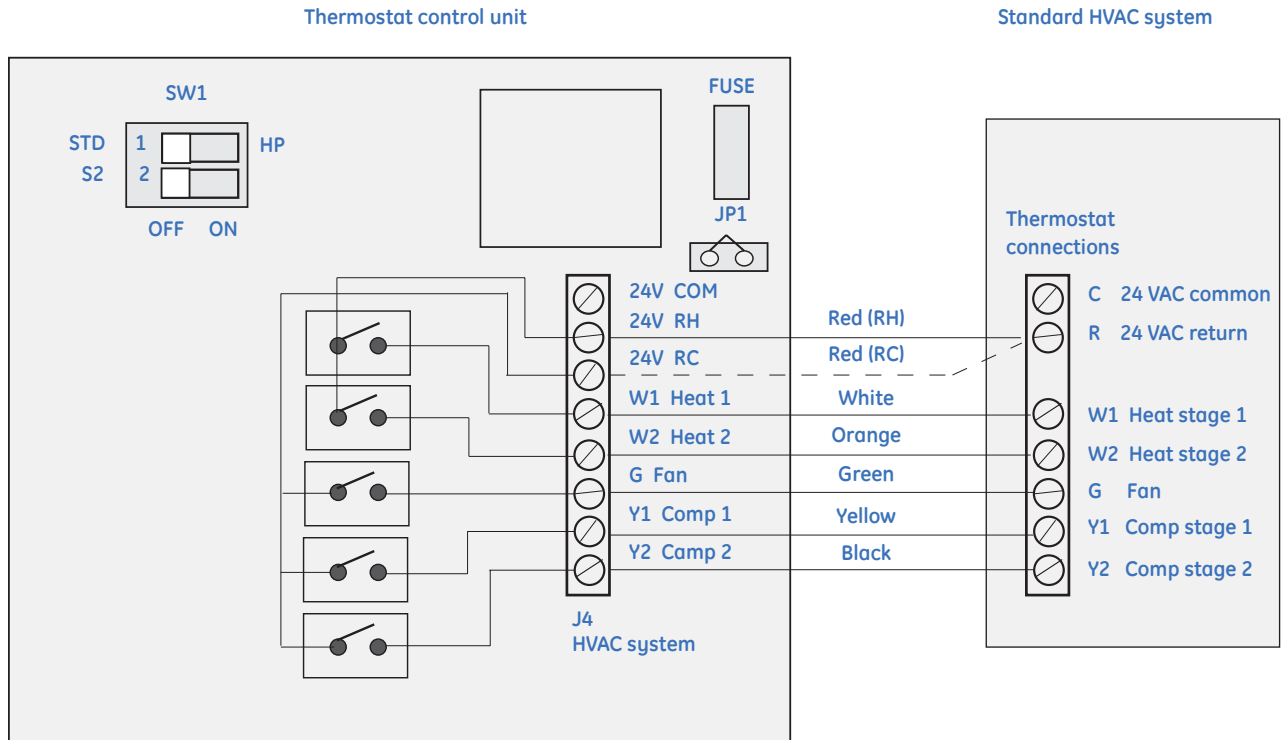 Thermostat control unit
Standard HVAC system
SW1
STD 1 HP
S2 2
OFF ON
FUSE
JP1
24V COM
24V RH
24V RC
W1 Heat 1
W2 Heat 2
G Fan
Y1 Comp 1
Y2 Camp 2
J4
HVAC system
Red (RH)
Red (RC)
White
Orange
Green
Yellow
Black
Thermostat
connections
C 24 VAC common
R 24 VAC return
W1 Heat stage 1
W2 Heat stage 2
G Fan
Y1 Comp stage 1
Y2 Comp stage 2